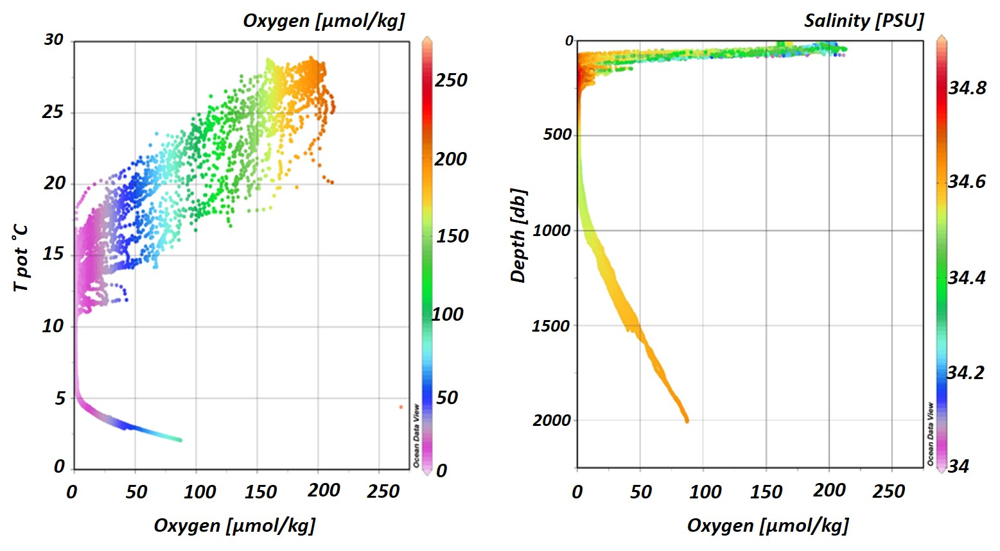 Oxygen [µmol/kg]
30
25
20
15
10
5
0
T pot ˚C
0 50 100 150 200 250
Oxygen [µmol/kg]
250
200
150
100
50
0
Ocean Data View
Salinity [PSU]
0
500
1000
1500
2000
Depth [db]
0 50 100 150 200 250
Oxygen [µmol/kg]
34.8
34.6
34.4
34.2
34
Ocean Data View